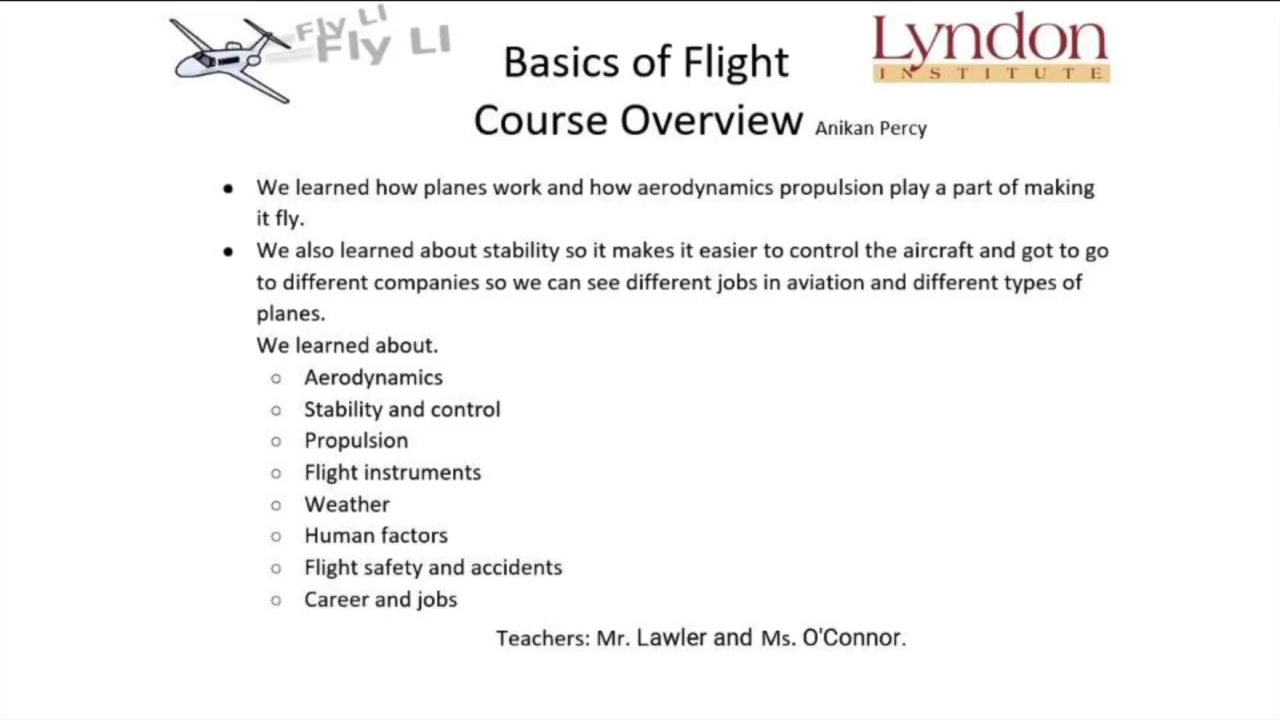 Fly LI
Fly LI
Lyndon
INSTITUTE
Basics of Flight
Course Overview Anikan Percy
● We learned how planes work and how aerodynamics propulsion play a part of making
it fly.
● We also learned about stability so it makes it easier to control the aircraft and got to go
to different companies so we can see different jobs in aviation and different types of
planes.
We learned about.
○ Aerodynamics
○ Stability and control
○ Propulsion
○ Flight instruments
○ Weather
○ Human factors
○ Flight safety and accidents
○ Career and jobs
Teachers: Mr. Lawler and Ms. O'Connor.